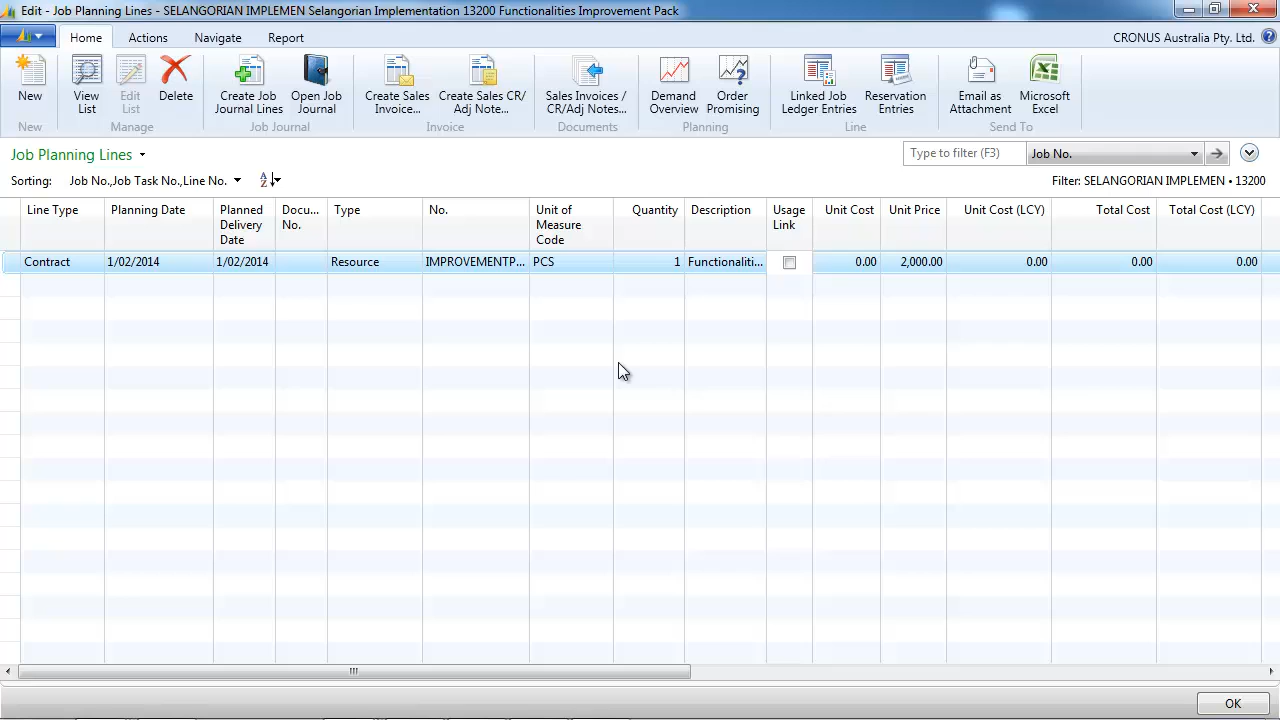 Edit - Job Planning Lines - SELANGORIAN IMPLEMEN Selangorian Implementation 13200 Functionalities Improvement Pack
Home Actions Navigate Report CRONUS Australia Pty. Ltd.
New View List Edit List Delete Create Job Journal Lines Open Job Journal Create Sales Invoice... Create Sales CR/ Adj Note... Sales Invoices / CR/Adj Notes... Demand Overview Order Promising Linked Job Ledger Entries Reservation Entries Email as Attachment Microsoft Excel
New Manage Job Journal Invoice Documents Planning Line Send To
Job Planning Lines Type to filter (F3) Job No.
Sorting: Job No.,Job Task No.,Line No. Filter: SELANGORIAN IMPLEMEN • 13200
Line Type Planning Date Planned Delivery Date Docu... No. Type No. Unit of Measure Code Quantity Description Usage Link Unit Cost Unit Price Unit Cost (LCY) Total Cost Total Cost (LCY)
Contract 1/02/2014 1/02/2014 Resource IMPROVEMENTP... PCS 1 Functionaliti... 0.00 2,000.00 0.00 0.00 0.00
OK